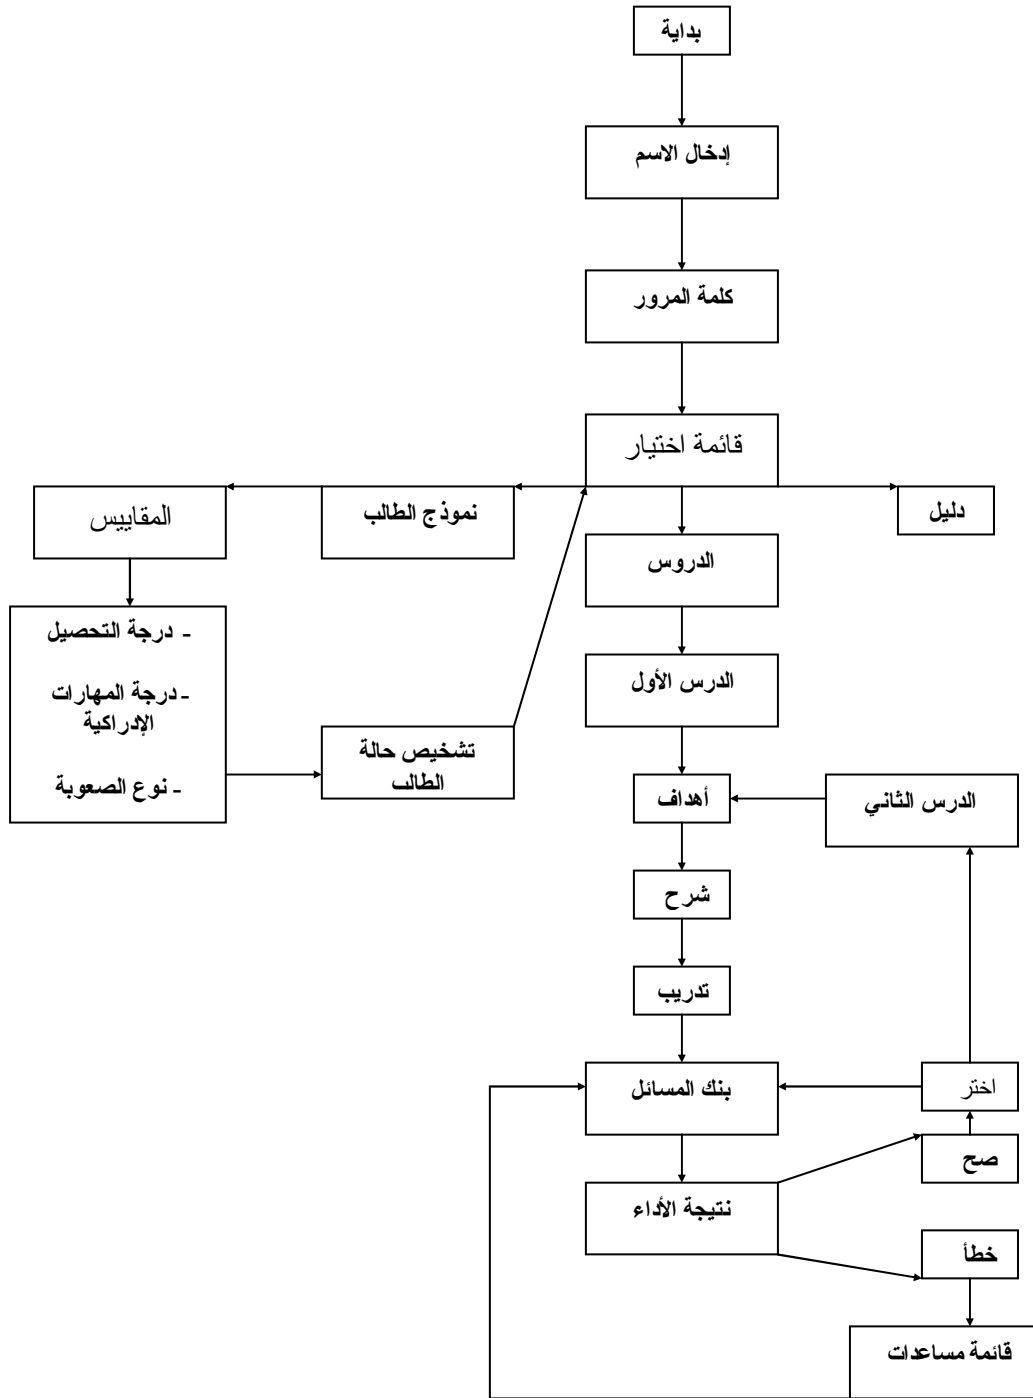 بداية
إدخال الاسم
كلمة المرور
قائمة اختيار
دليل
نموذج الطالب
المقاييس
الدروس
- درجة التحصيل
- درجة المهارات
الإدراكية
- نوع الصعوبة
تشخيص حالة
الطالب
الدرس الأول
أهداف
الدرس الثاني
شرح
تدريب
بنك المسائل
اختر
صح
نتيجة الأداء
خطأ
قائمة مساعدات